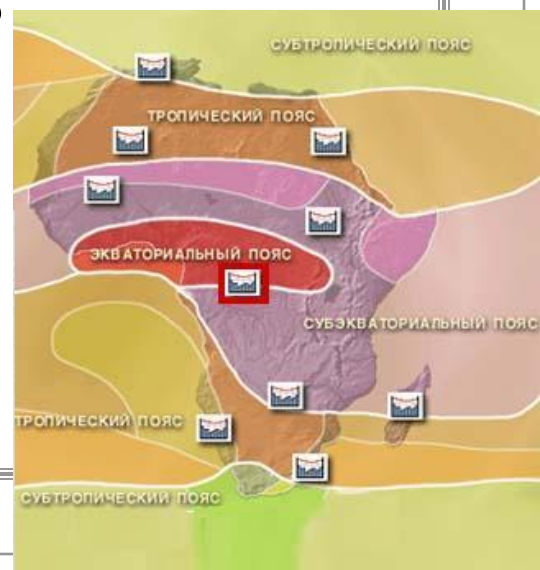 СУБТРОПИЧЕСКИЙ ПОЯС
ТРОПИЧЕСКИЙ ПОЯС
ЭКВАТОРИАЛЬНЫЙ ПОЯС
СУБЭКВАТОРИАЛЬНЫЙ ПОЯС
ТРОПИЧЕСКИЙ ПОЯС
СУБТРОПИЧЕСКИЙ ПОЯС